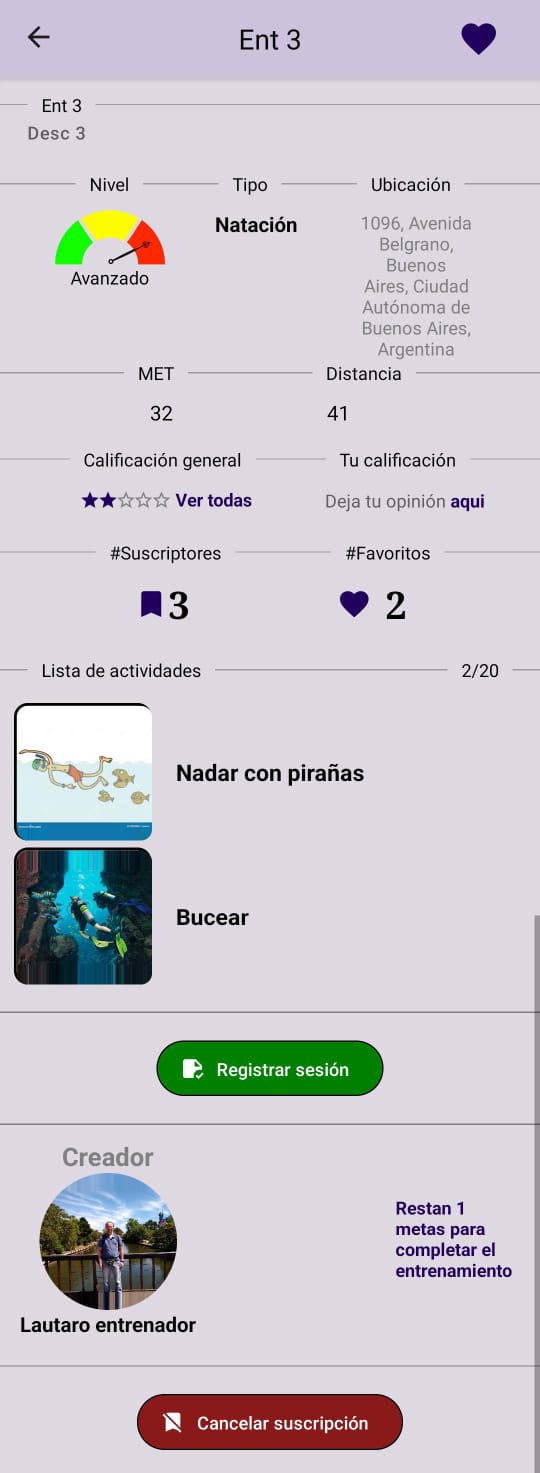 Ent 3
Ent 3
Desc 3
Nivel
Tipo
Ubicación
Avanzado
Natación
1096, Avenida
Belgrano,
Buenos
Aires, Ciudad
Autónoma de
Buenos Aires,
Argentina
MET
Distancia
32
41
Calificación general
Tu calificación
Ver todas
Deja tu opinión aqui
#Suscriptores
#Favoritos
3
2
Lista de actividades
2/20
Nadar con pirañas
Bucear
Registrar sesión
Creador
Restan 1
metas para
completar el
entrenamiento
Lautaro entrenador
Cancelar suscripción